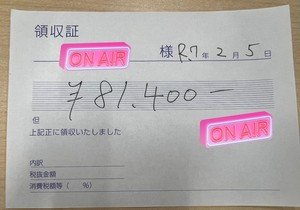 領収証
ON AIR
様 R.7年2月5日
¥81,400-
但
上記正に領収いたしました
ON AIR
内訳
税抜金額
消費税額等( %)